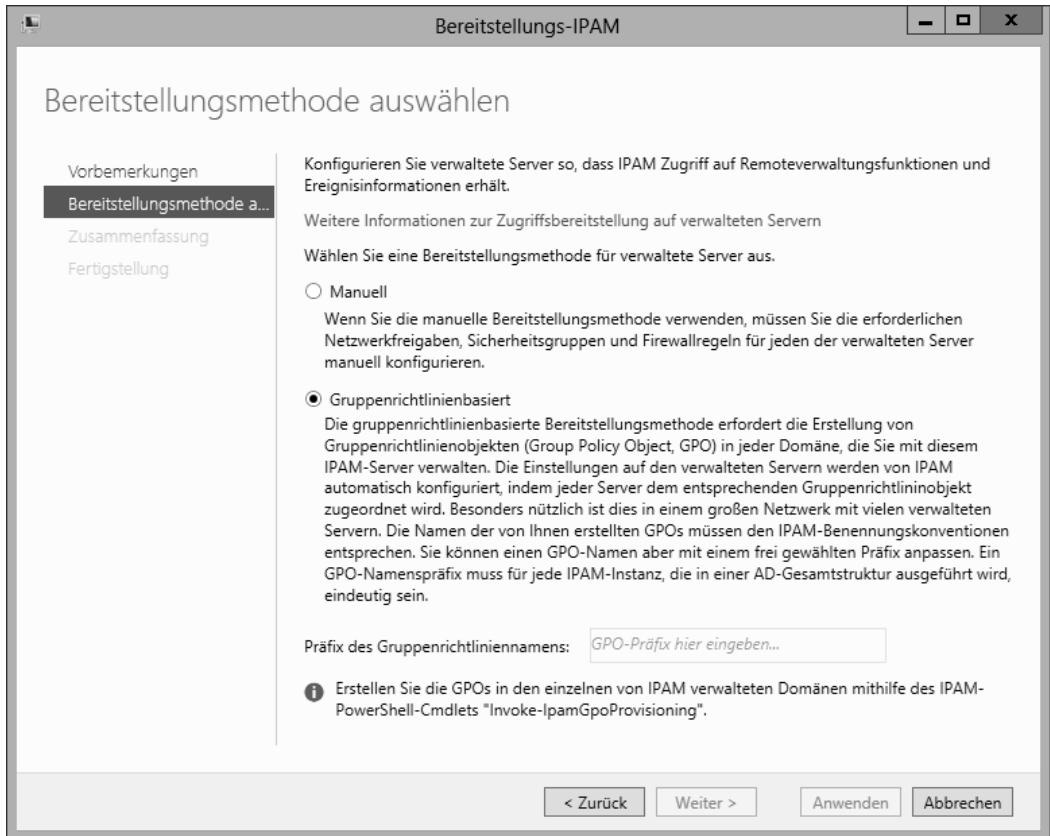 Bereitstellungs-IPAM
Bereitstellungsmethode auswählen
Vorbemerkungen
Bereitstellungsmethode a...
Zusammenfassung
Fertigstellung
Konfigurieren Sie verwaltete Server so, dass IPAM Zugriff auf Remoteverwaltungsfunktionen und
Ereignisinformationen erhält.
Weitere Informationen zur Zugriffsbereitstellung auf verwalteten Servern
Wählen Sie eine Bereitstellungsmethode für verwaltete Server aus.
Manuell
Wenn Sie die manuelle Bereitstellungsmethode verwenden, müssen Sie die erforderlichen
Netzwerkfreigaben, Sicherheitsgruppen und Firewallregeln für jeden der verwalteten Server
manuell konfigurieren.
Gruppenrichtlinienbasiert
Die gruppenrichtlinienbasierte Bereitstellungsmethode erfordert die Erstellung von
Gruppenrichtlinienobjekten (Group Policy Object, GPO) in jeder Domäne, die Sie mit diesem
IPAM-Server verwalten. Die Einstellungen auf den verwalteten Servern werden von IPAM
automatisch konfiguriert, indem jeder Server dem entsprechenden Gruppenrichtlininobjekt
zugeordnet wird. Besonders nützlich ist dies in einem großen Netzwerk mit vielen verwalteten
Servern. Die Namen der von Ihnen erstellten GPOs müssen den IPAM-Benennungskonventionen
entsprechen. Sie können einen GPO-Namen aber mit einem frei gewählten Präfix anpassen. Ein
GPO-Namenspräfix muss für jede IPAM-Instanz, die in einer AD-Gesamtstruktur ausgeführt wird,
eindeutig sein.
Präfix des Gruppenrichtliniennamens: GPO-Präfix hier eingeben...
Erstellen Sie die GPOs in den einzelnen von IPAM verwalteten Domänen mithilfe des IPAM-
PowerShell-Cmdlets "Invoke-IpamGpoProvisioning".
< Zurück Weiter > Anwenden Abbrechen